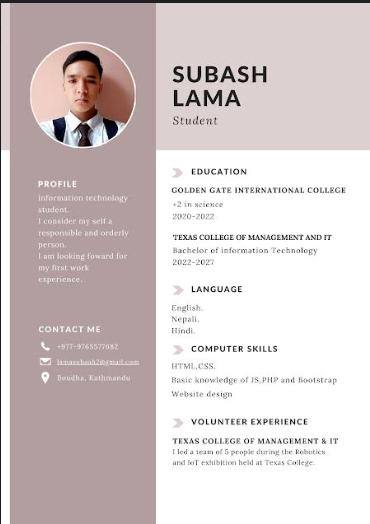 SUBASH
LAMA
Student
PROFILE
information technology
student.
I consider my self a
responsible and orderly
person.
I am looking foward for
my first work
experience.
CONTACT ME
+977-9765577682
lamasubash2@gmail.com
Boudha, Kathmandu
EDUCATION
GOLDEN GATE INTERNATIONAL COLLEGE
+2 in science
2020-2022
TEXAS COLLEGE OF MANAGEMENT AND IT
Bachelor of information Technology
2022-2027
LANGUAGE
English.
Nepali.
Hindi.
COMPUTER SKILLS
HTML,CSS.
Basic knowledge of JS,PHP and Bootstrap
Website design
VOLUNTEER EXPERIENCE
TEXAS COLLEGE OF MANAGEMENT & IT
I led a team of 5 people during the Robotics
and IoT exhibition held at Texas College.